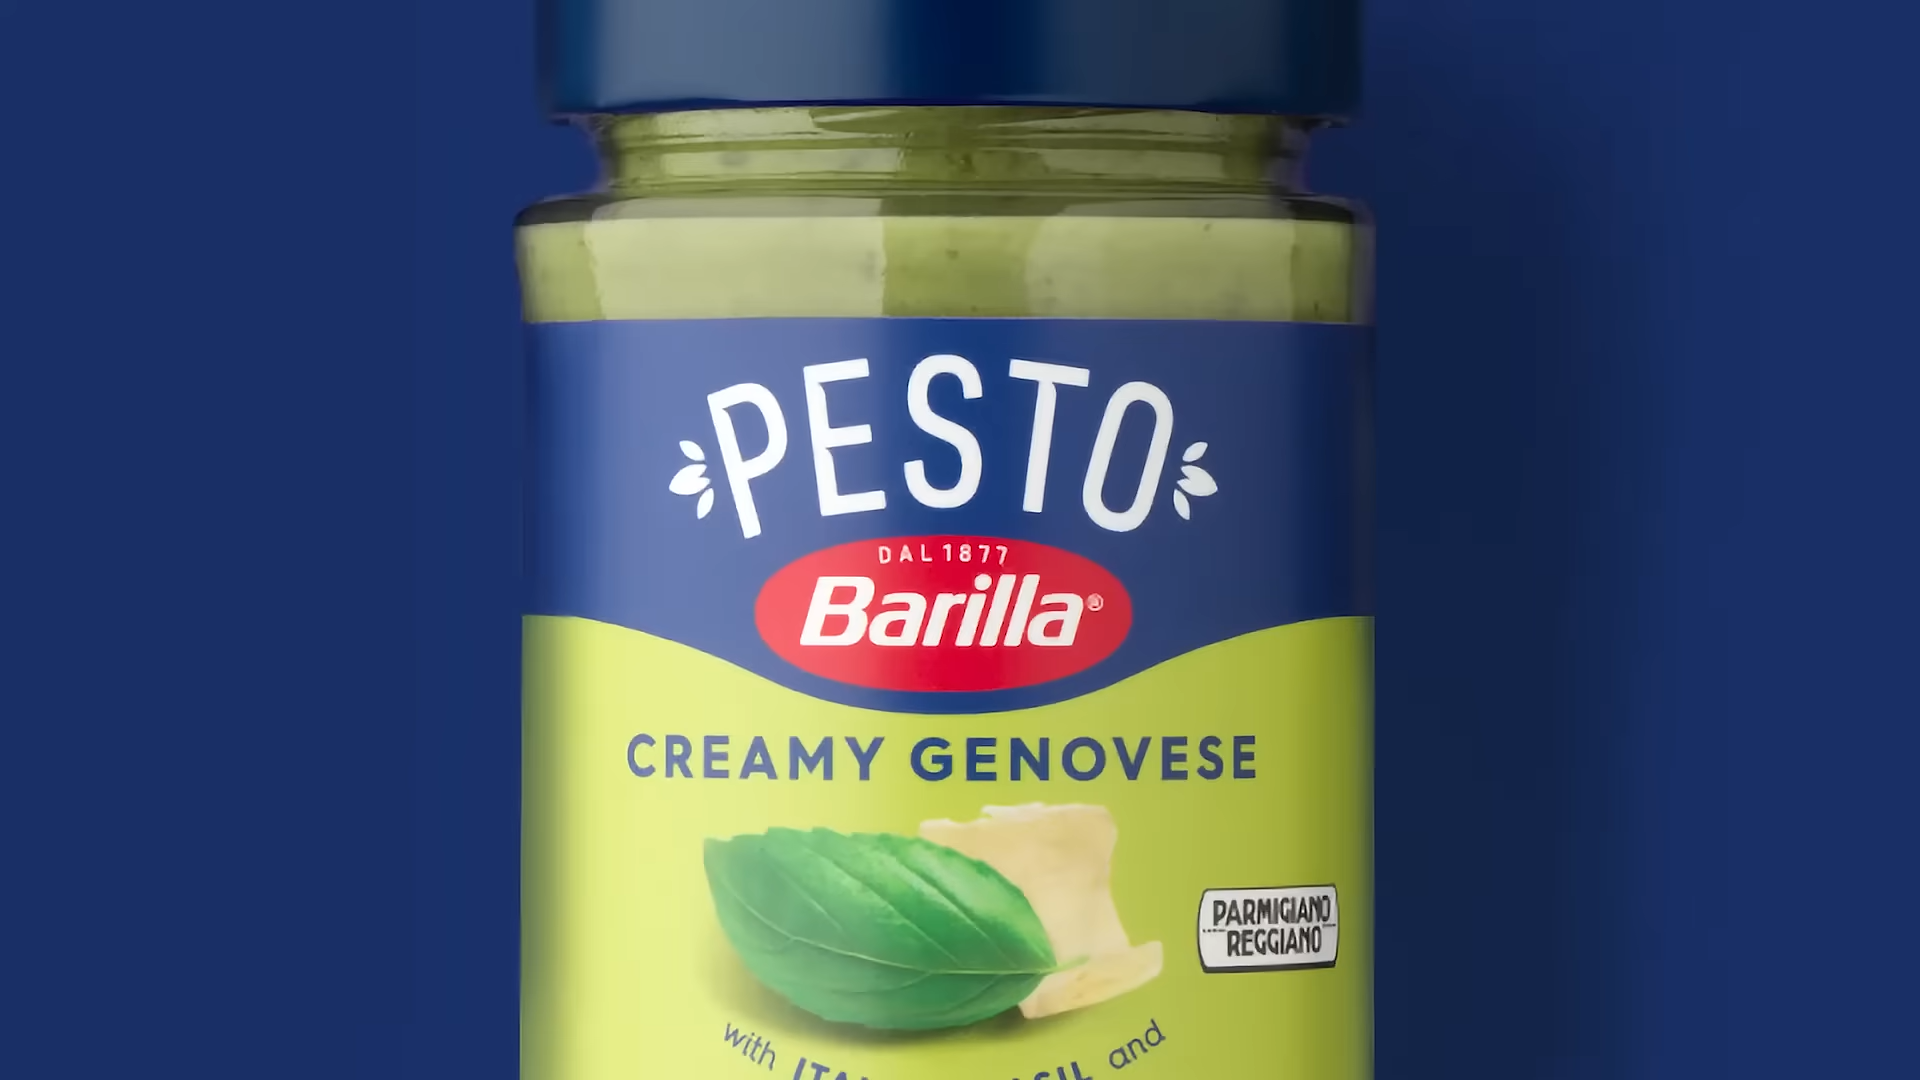 PESTO
DAL 1877
Barilla®
CREAMY GENOVESE
PARMIGIANO
REGGIANO
with and